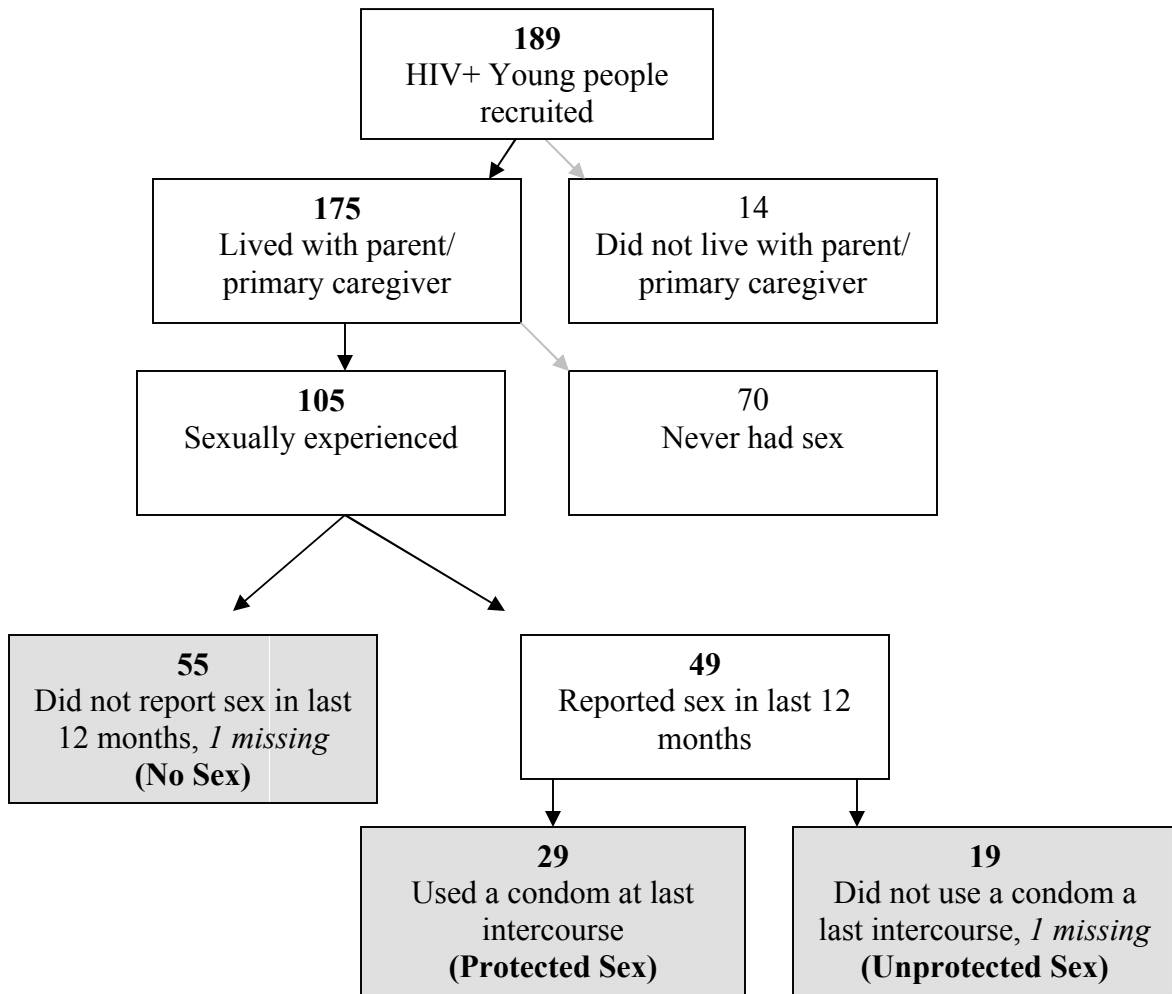 189
HIV+ Young people
recruited
175
Lived with parent/
primary caregiver
14
Did not live with parent/
primary caregiver
105
Sexually experienced
70
Never had sex
55
Did not report sex in last
12 months, 1 missing
(No Sex)
49
Reported sex in last 12
months
29
Used a condom at last
intercourse
(Protected Sex)
19
Did not use a condom a
last intercourse, 1 missing
(Unprotected Sex)